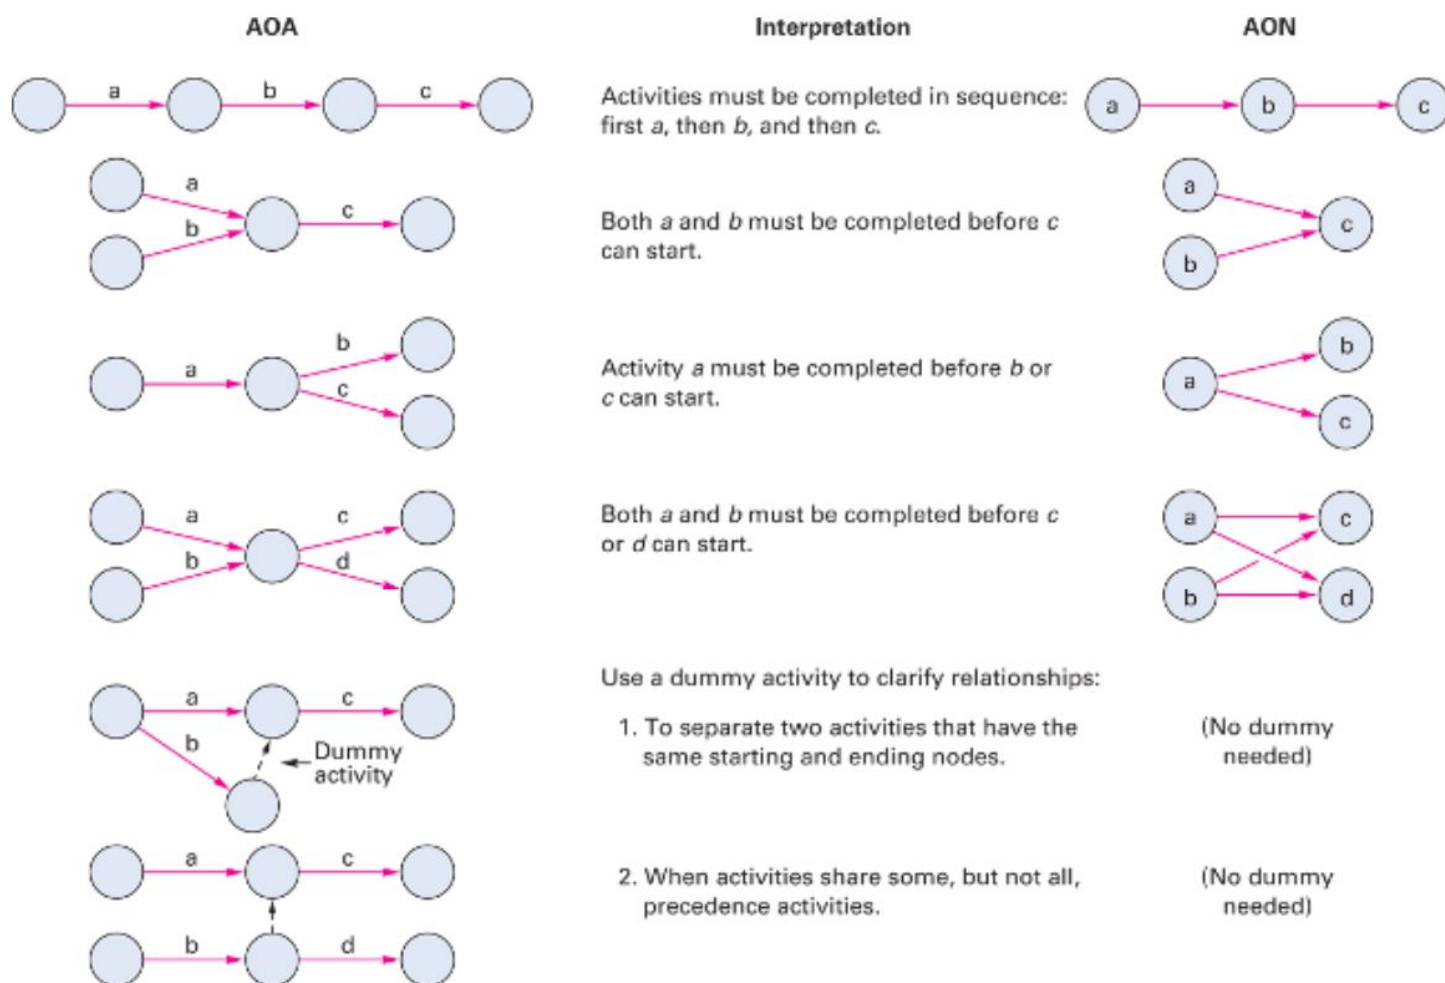 AOA
Interpretation
AON
a
b
c
Activities must be completed in sequence:
first a, then b, and then c.
a
b
c
a
b
c
Both a and b must be completed before c
can start.
a
b
c
a
b
c
Activity a must be completed before b or
c can start.
a
b
c
a
b
c
d
Both a and b must be completed before c
or d can start.
a
b
c
d
Use a dummy activity to clarify relationships:
a
b
c
Dummy
activity
1. To separate two activities that have the
same starting and ending nodes.
(No dummy
needed)
a
c
b
d
2. When activities share some, but not all,
precedence activities.
(No dummy
needed)